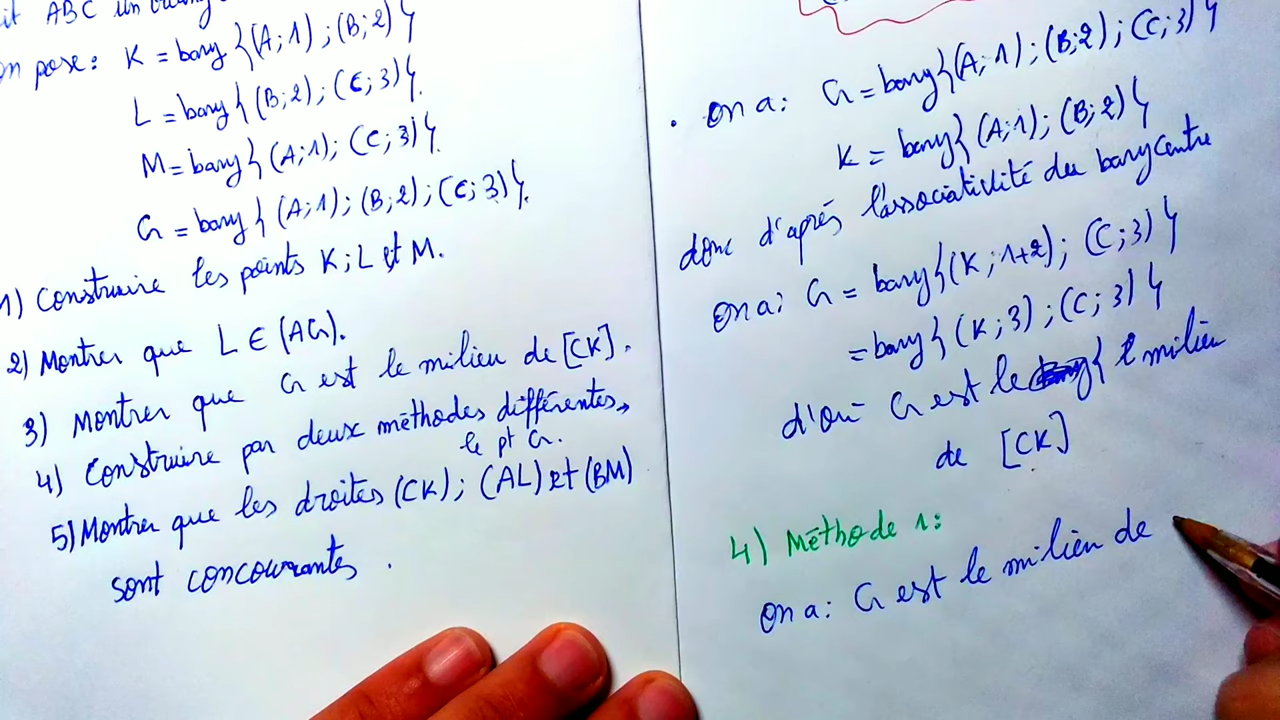 ABC un
on pose: K = bary {(A;1);(B;2)}
L = bary {(B;2);(C;3)}.
M = bary {(A;1);(C;3)}.
G = bary {(A;1);(B;2);(C;3)}.
1) Construire les points K;L et M.
2) Montrer que L ∈ (AG).
3) Montrer que G est le milieu de [CK].
4) Construire par deux méthodes différentes,
le pt G.
5) Montrer que les droites (CK); (AL) et (BM)
sont concourantes.
. on a: G = bary{(A;1);(B;2);(C;3)}
K = bary{(A;1);(B;2)}
donc d'après l'associativité du barycentre
on a: G = bary{(K;1+2);(C;3)}
= bary{(K;3);(C;3)}
d'où G est le { milieu
de [CK]
4) Méthode 1:
on a: G est le milieu de